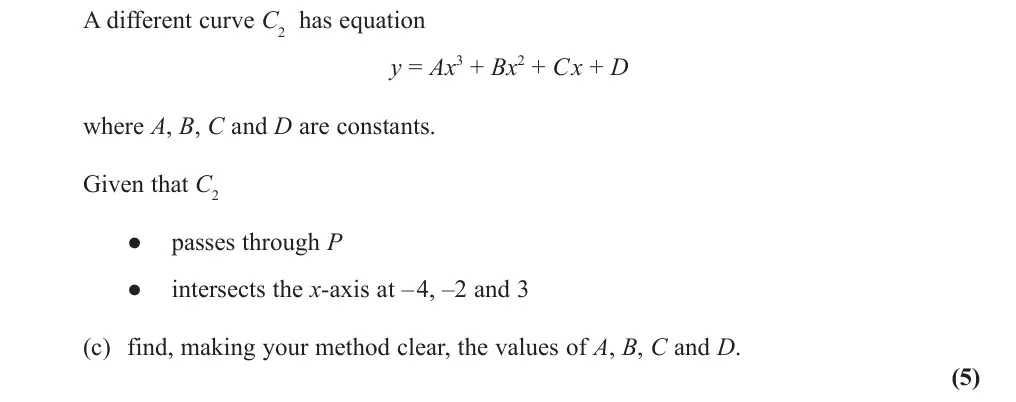 A different curve C₂ has equation
y = Ax³ + Bx² + Cx + D
where A, B, C and D are constants.
Given that C₂
● passes through P
● intersects the x-axis at –4, –2 and 3
(c) find, making your method clear, the values of A, B, C and D.
(5)